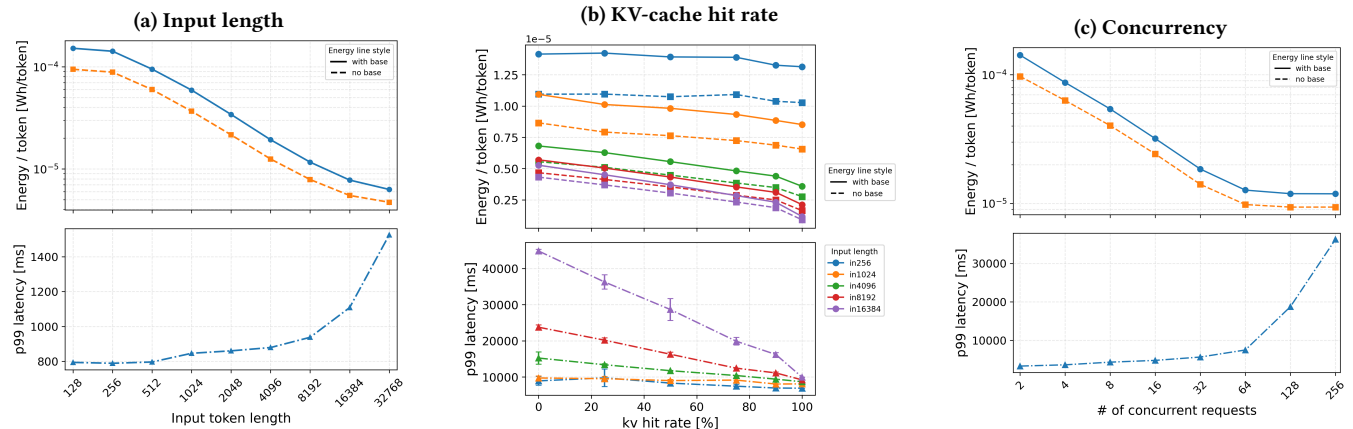 (a) Input length
Energy / token [Wh/token]
10⁻⁴
10⁻⁵
Energy line style
with base
no base
p99 latency [ms]
1400
1200
1000
800
128
256
512
1024
2048
4096
8192
16384
32768
Input token length
(b) KV-cache hit rate
1e−5
Energy / token [Wh/token]
1.25
1.00
0.75
0.50
0.25
Energy line style
with base
no base
p99 latency [ms]
40000
30000
20000
10000
Input length
in256
in1024
in4096
in8192
in16384
0
20
40
60
80
100
kv hit rate [%]
(c) Concurrency
Energy / token [Wh/token]
10⁻⁴
10⁻⁵
Energy line style
with base
no base
p99 latency [ms]
30000
20000
10000
2
4
8
16
32
64
128
256
# of concurrent requests